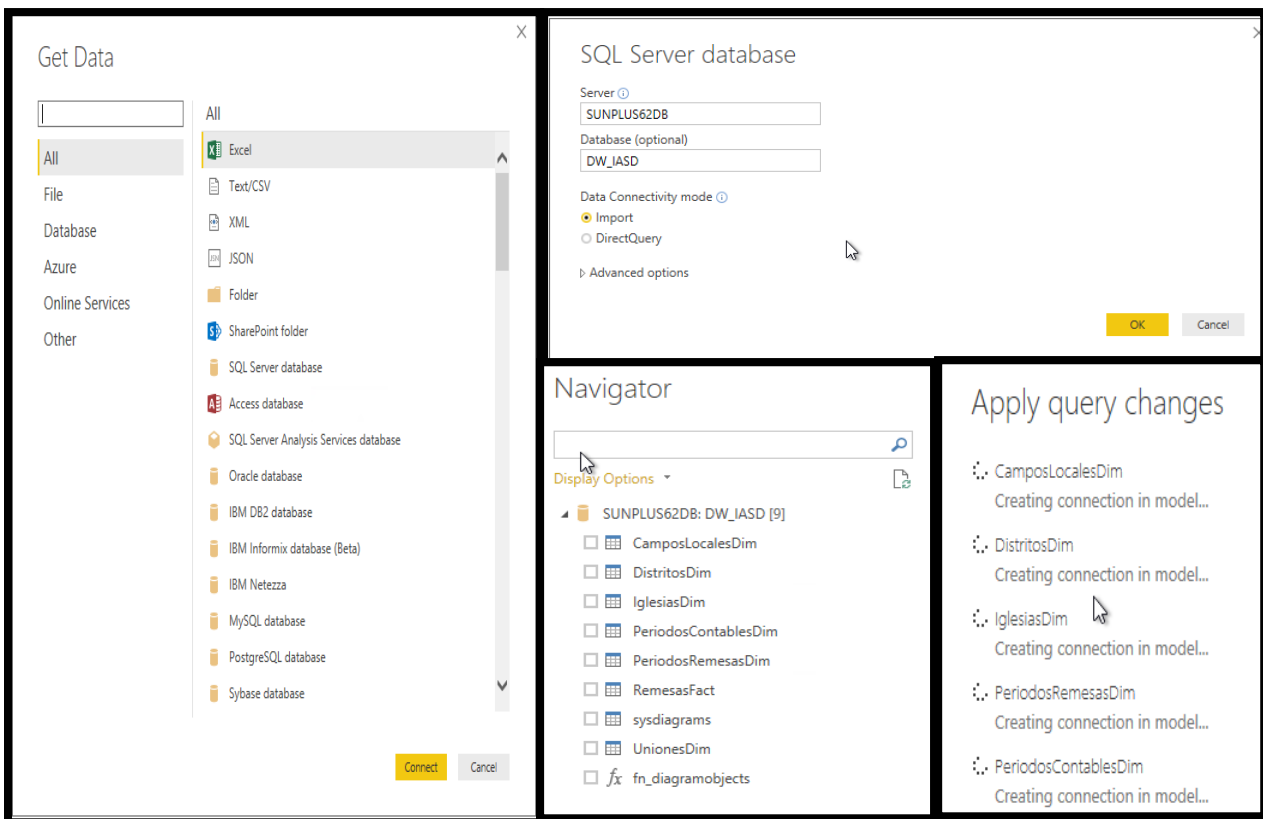 Get Data
All
File
Database
Azure
Online Services
Other
All
Excel
Text/CSV
XML
JSON
Folder
SharePoint folder
SQL Server database
Access database
SQL Server Analysis Services database
Oracle database
IBM DB2 database
IBM Informix database (Beta)
IBM Netezza
MySQL database
PostgreSQL database
Sybase database
Connect Cancel
SQL Server database
Server
SUNPLUS62DB
Database (optional)
DW_IASD
Data Connectivity mode
Import
DirectQuery
Advanced options
OK Cancel
Navigator
Display Options
SUNPLUS62DB: DW_IASD [9]
CamposLocalesDim
DistritosDim
IglesiasDim
PeriodosContablesDim
PeriodosRemesasDim
RemesasFact
sysdiagrams
UnionesDim
fx fn_diagramobjects
Apply query changes
CamposLocalesDim
Creating connection in model...
DistritosDim
Creating connection in model...
IglesiasDim
Creating connection in model...
PeriodosRemesasDim
Creating connection in model...
PeriodosContablesDim
Creating connection in model...